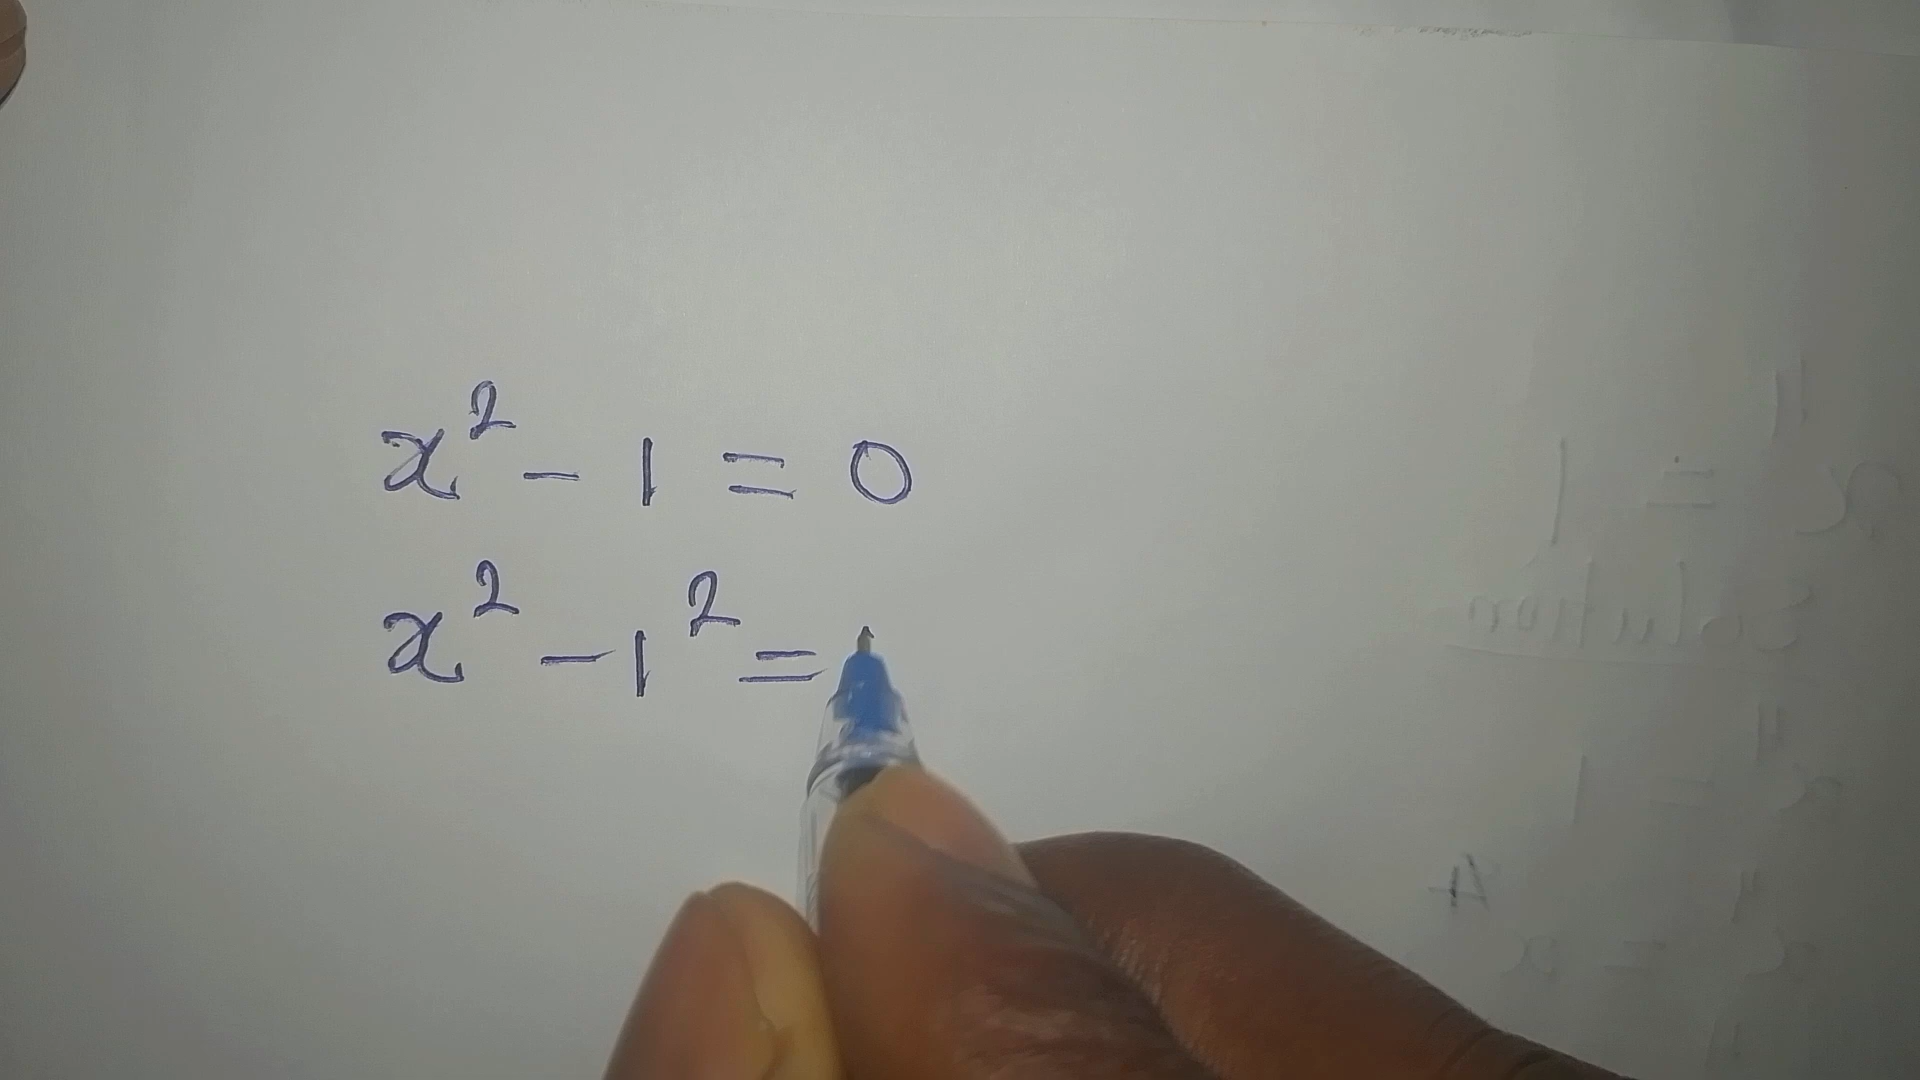 x² - 1 = 0
x² - 1² =